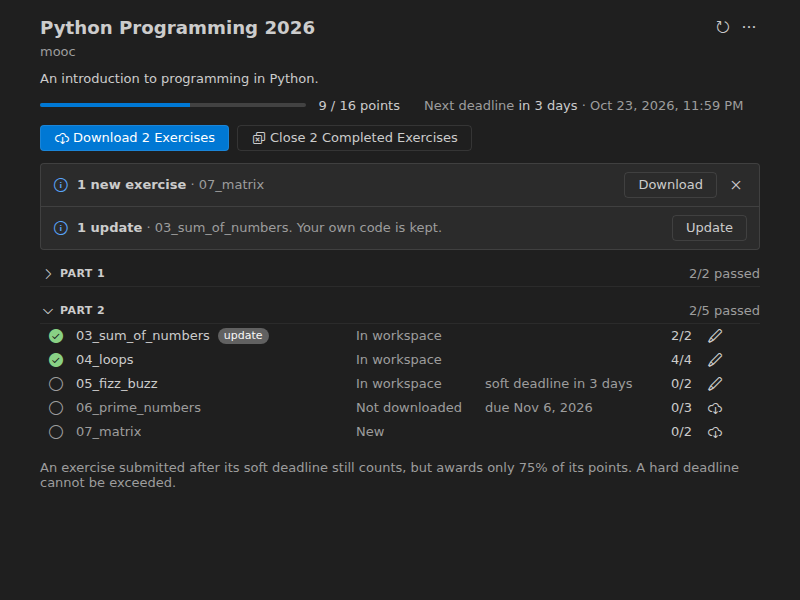 Python Programming 2026
mooc
An introduction to programming in Python.
9 / 16 points Next deadline in 3 days · Oct 23, 2026, 11:59 PM
Download 2 Exercises Close 2 Completed Exercises
1 new exercise · 07_matrix Download
1 update · 03_sum_of_numbers. Your own code is kept. Update
PART 1 2/2 passed
PART 2 2/5 passed
03_sum_of_numbers update In workspace 2/2
04_loops In workspace 4/4
05_fizz_buzz In workspace soft deadline in 3 days 0/2
06_prime_numbers Not downloaded due Nov 6, 2026 0/3
07_matrix New 0/2
An exercise submitted after its soft deadline still counts, but awards only 75% of its points. A hard deadline
cannot be exceeded.